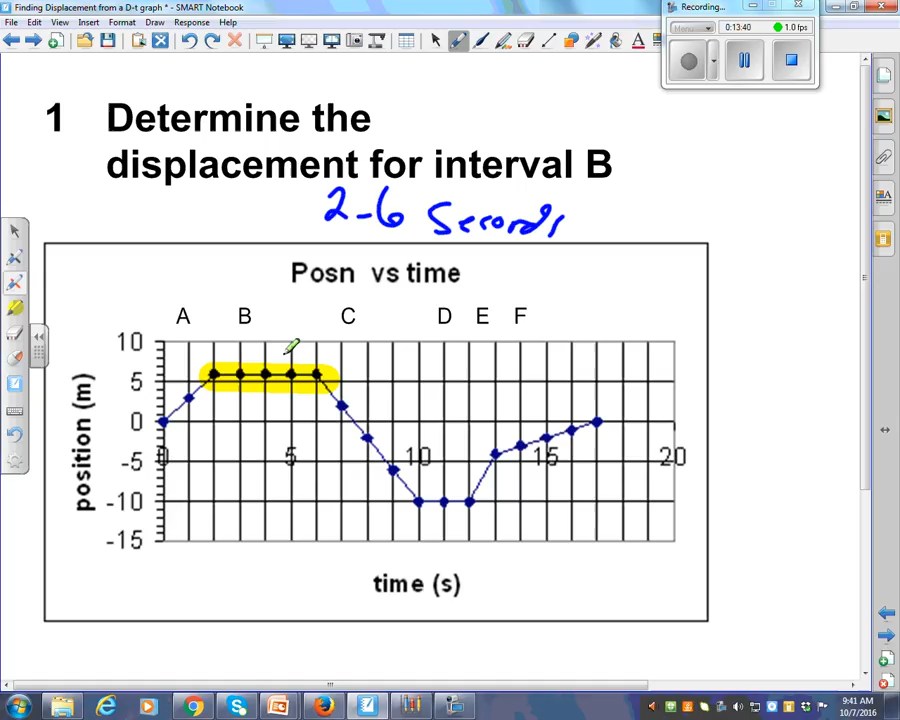 Finding Displacement from a D-t graph * - SMART Notebook
Recording...
File Edit View Insert Format Draw Response Help
Menu
0:13:40
1.0 fps
1 Determine the
displacement for interval B
2-6 Seconds
Posn vs time
A B C D E F
10
5
0
-5
-10
-15
0 5 10 15 20
position (m)
time (s)
9:41 AM
10/7/2016